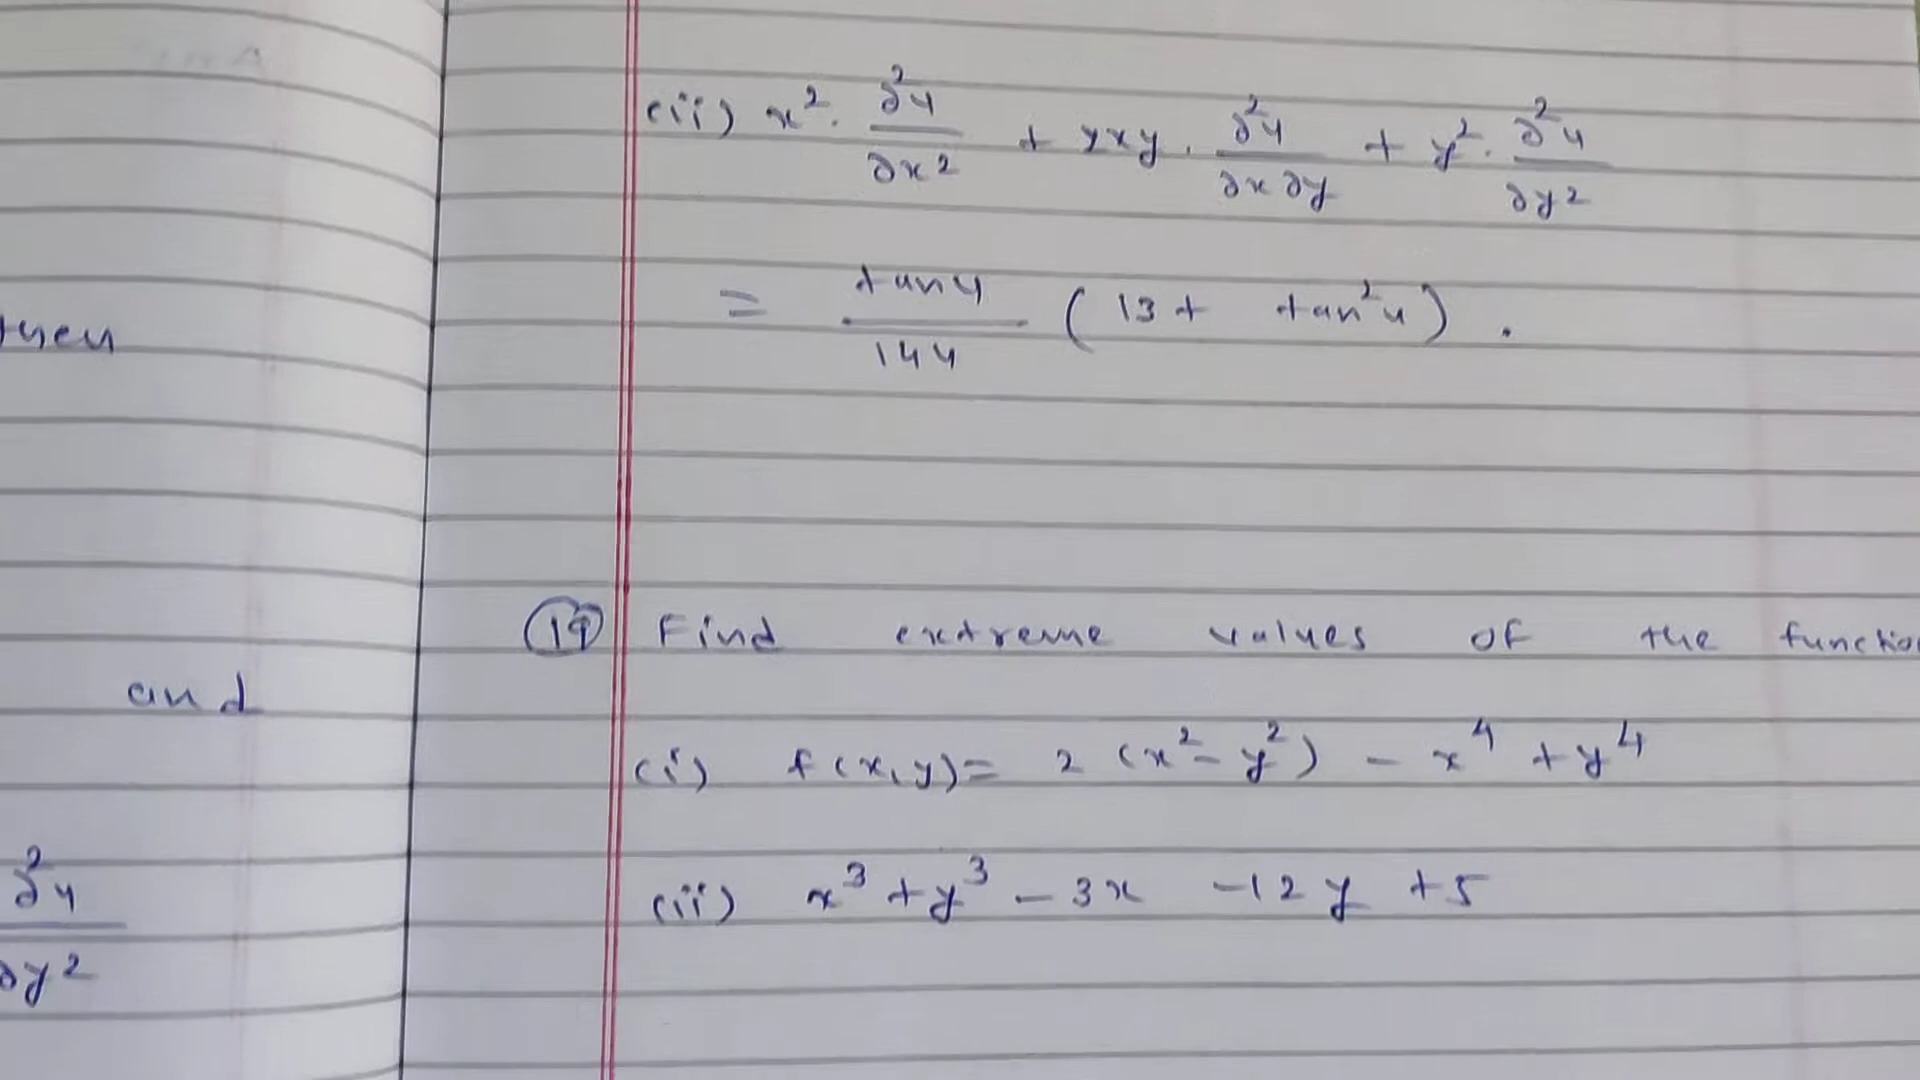 and
∂²u
∂y²
(ii) x². ∂²u/∂x² + 2xy. ∂²u/∂x∂y + y². ∂²u/∂y²
= tanu/144 (13 + tan²u).
(19) Find extreme values of the functio
(i) f(x,y)= 2 (x² - y²) - x⁴ + y⁴
(ii) x³ + y³ - 3x - 12y + 5